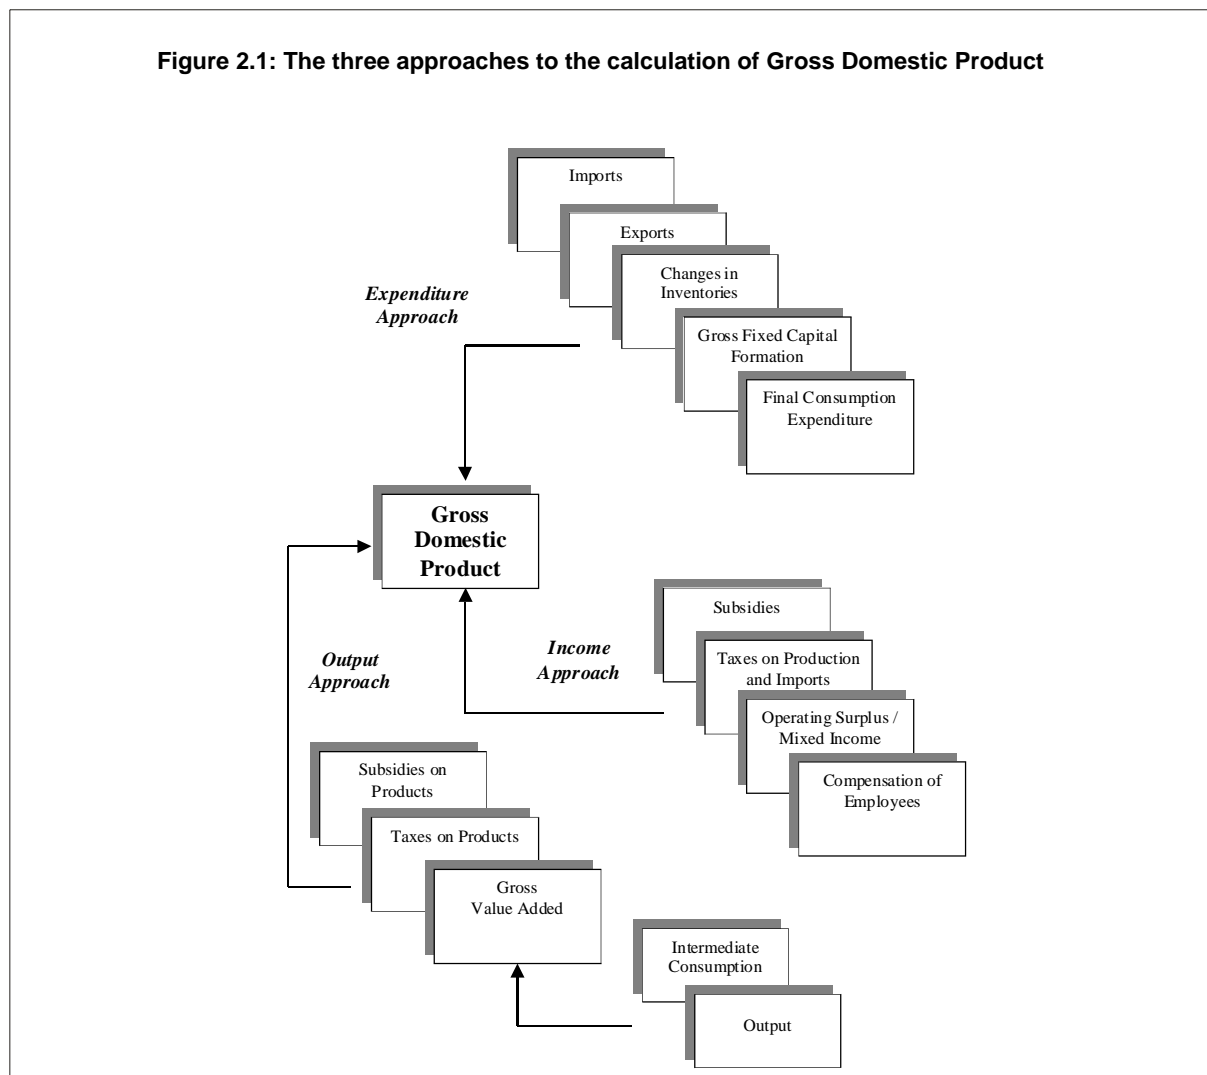 Figure 2.1: The three approaches to the calculation of Gross Domestic Product
Imports
Exports
Changes in
Inventories
Expenditure
Approach
Gross Fixed Capital
Formation
Final Consumption
Expenditure
Gross
Domestic
Product
Subsidies
Income
Approach
Taxes on Production
and Imports
Output
Approach
Operating Surplus /
Mixed Income
Compensation of
Employees
Subsidies on
Products
Taxes on Products
Gross
Value Added
Intermediate
Consumption
Output